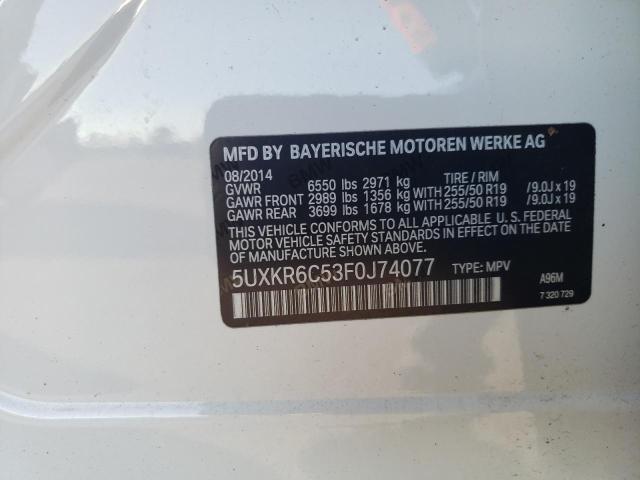 MFD BY BAYERISCHE MOTOREN WERKE AG
08/2014 TIRE / RIM
GVWR 6550 lbs 2971 kg
GAWR FRONT 2989 lbs 1356 kg WITH 255/50 R19 /9.0J x 19
GAWR REAR 3699 lbs 1678 kg WITH 255/50 R19 /9.0J x 19
THIS VEHICLE CONFORMS TO ALL APPLICABLE U.S. FEDERAL
MOTOR VEHICLE SAFETY STANDARDS IN EFFECT ON THE DATE
OF MANUFACTURE SHOWN ABOVE.
5UXKR6C53F0J74077 TYPE: MPV
A96M
7 320 729